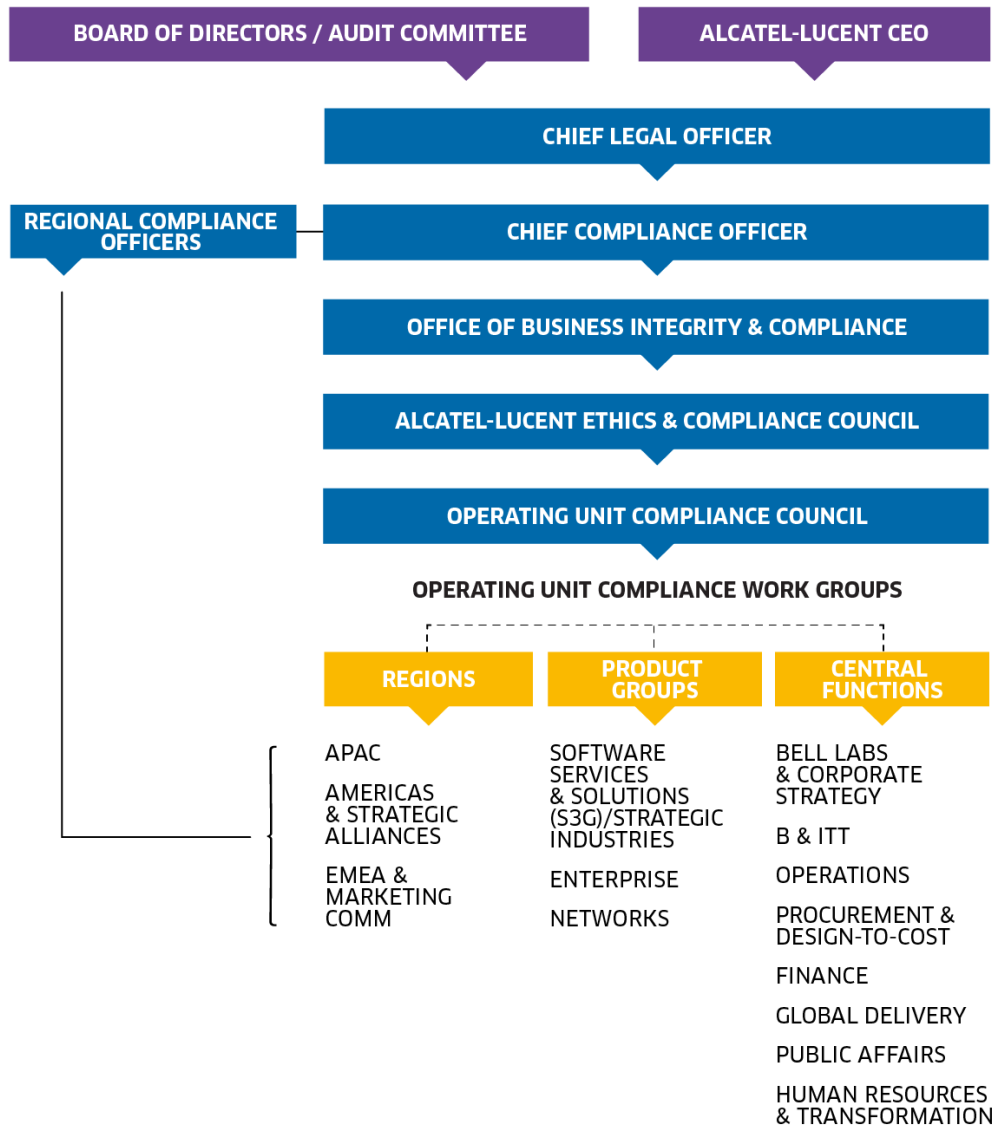 BOARD OF DIRECTORS / AUDIT COMMITTEE
ALCATEL-LUCENT CEO
CHIEF LEGAL OFFICER
REGIONAL COMPLIANCE
OFFICERS
CHIEF COMPLIANCE OFFICER
OFFICE OF BUSINESS INTEGRITY & COMPLIANCE
ALCATEL-LUCENT ETHICS & COMPLIANCE COUNCIL
OPERATING UNIT COMPLIANCE COUNCIL
OPERATING UNIT COMPLIANCE WORK GROUPS
REGIONS
APAC
AMERICAS
& STRATEGIC
ALLIANCES
EMEA &
MARKETING
COMM
PRODUCT
GROUPS
SOFTWARE
SERVICES
& SOLUTIONS
(S3G)/STRATEGIC
INDUSTRIES
ENTERPRISE
NETWORKS
CENTRAL
FUNCTIONS
BELL LABS
& CORPORATE
STRATEGY
B & ITT
OPERATIONS
PROCUREMENT &
DESIGN-TO-COST
FINANCE
GLOBAL DELIVERY
PUBLIC AFFAIRS
HUMAN RESOURCES
& TRANSFORMATION